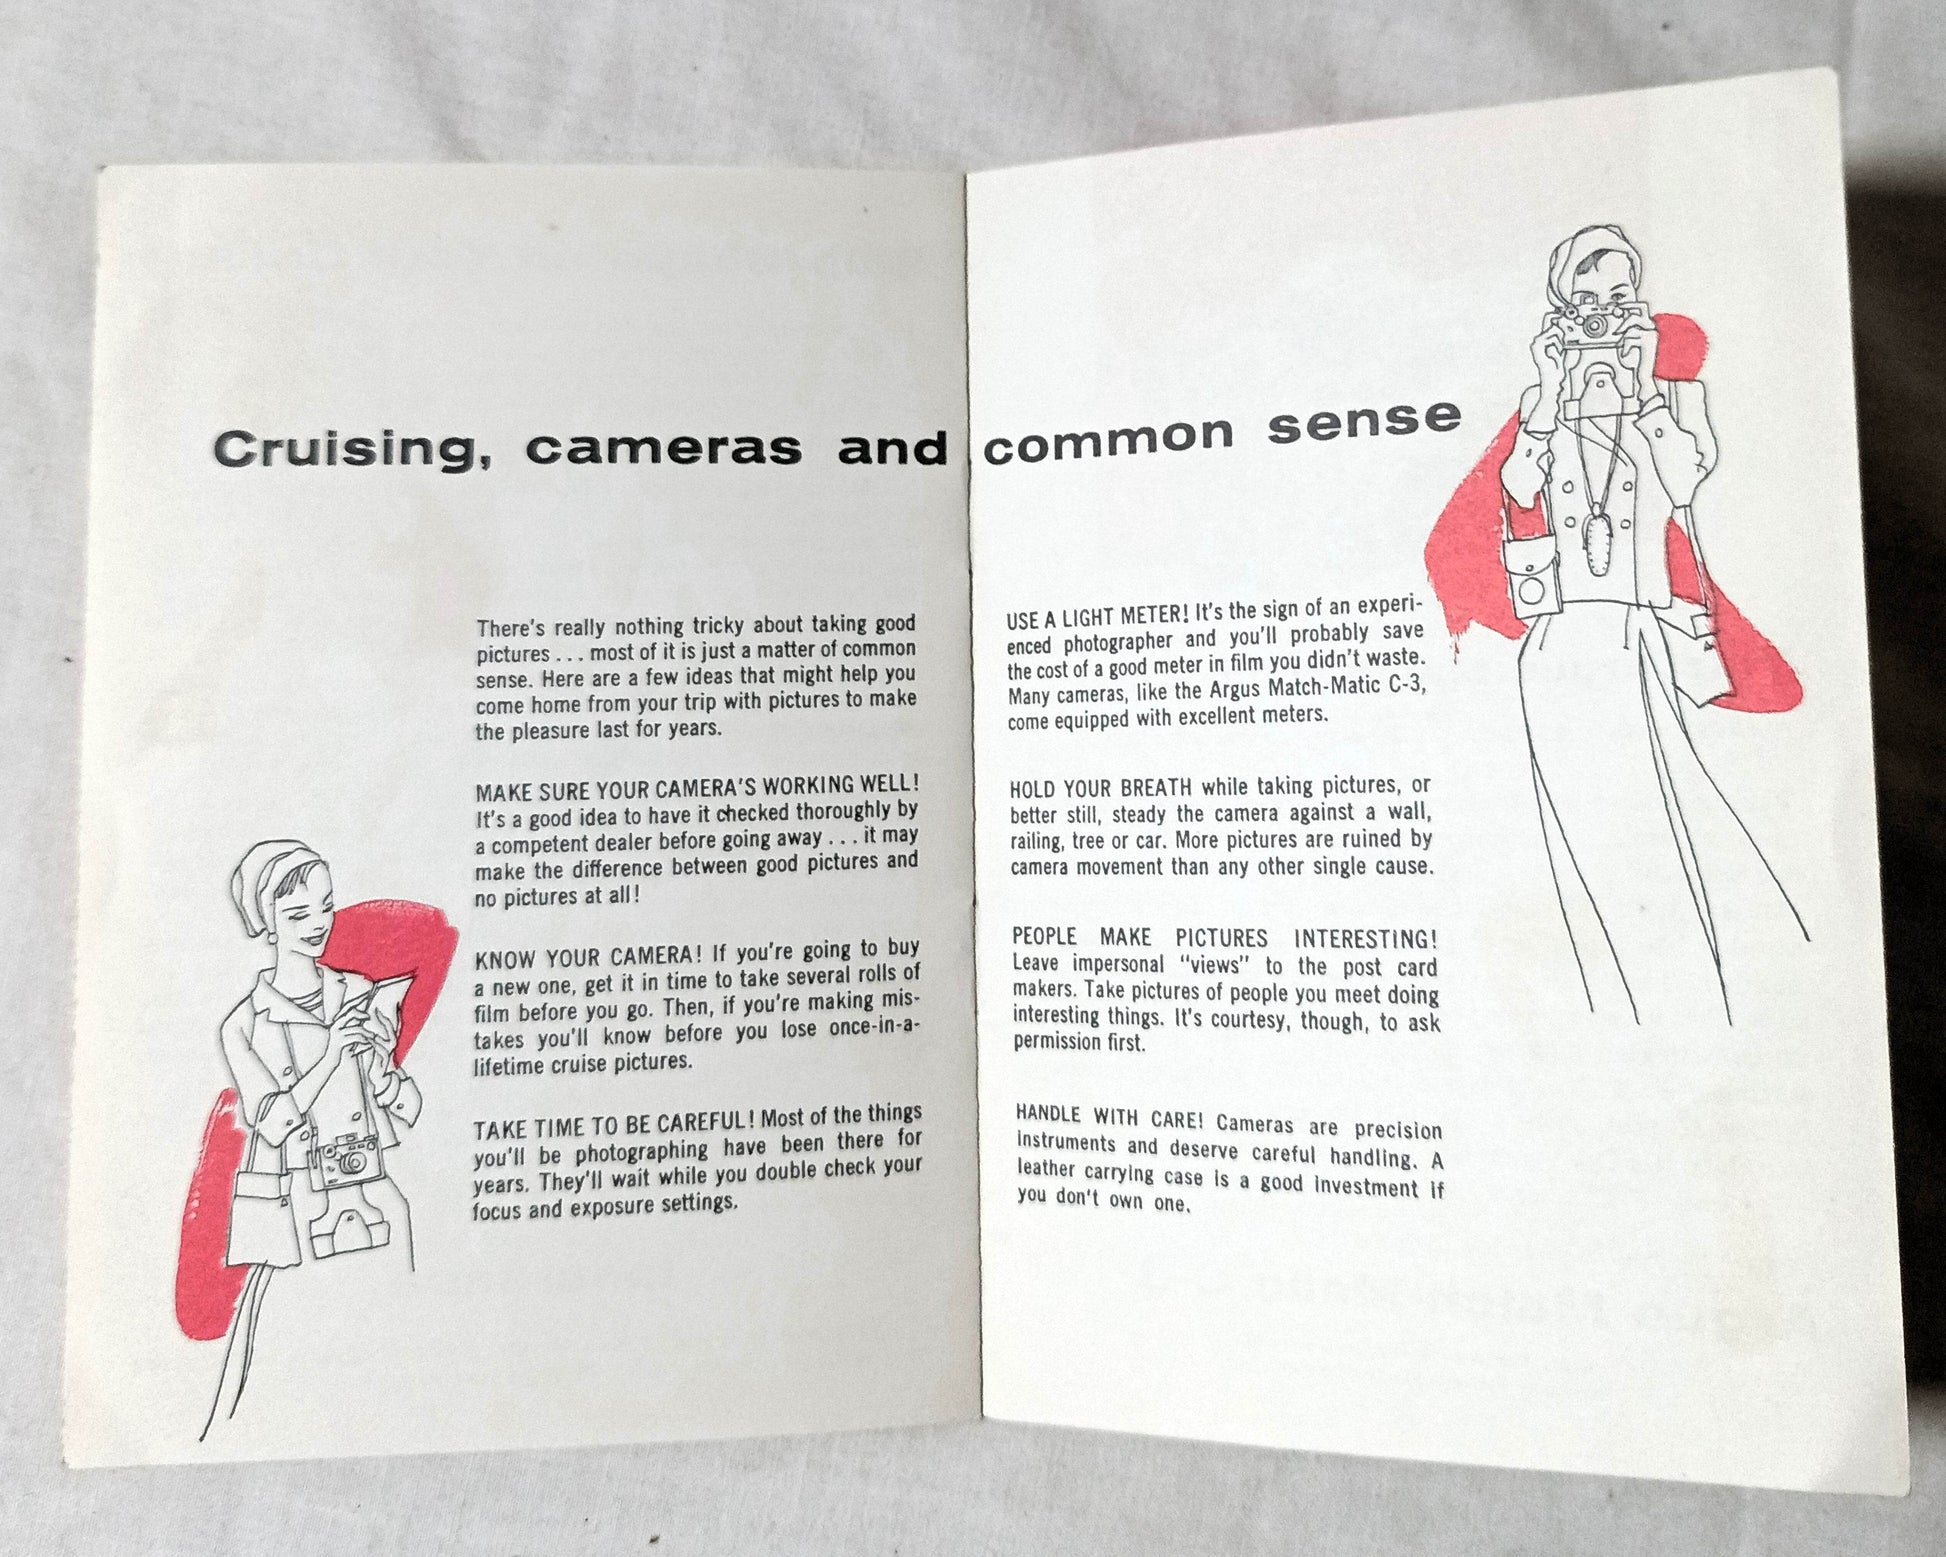 Cruising, cameras and common sense
There's really nothing tricky about taking good
pictures . . . most of it is just a matter of common
sense. Here are a few ideas that might help you
come home from your trip with pictures to make
the pleasure last for years.
MAKE SURE YOUR CAMERA'S WORKING WELL!
It's a good idea to have it checked thoroughly by
a competent dealer before going away . . . it may
make the difference between good pictures and
no pictures at all!
KNOW YOUR CAMERA! If you're going to buy
a new one, get it in time to take several rolls of
film before you go. Then, if you're making mis-
takes you'll know before you lose once-in-a-
lifetime cruise pictures.
TAKE TIME TO BE CAREFUL! Most of the things
you'll be photographing have been there for
years. They'll wait while you double check your
focus and exposure settings.
USE A LIGHT METER! It's the sign of an experi-
enced photographer and you'll probably save
the cost of a good meter in film you didn't waste.
Many cameras, like the Argus Match-Matic C-3,
come equipped with excellent meters.
HOLD YOUR BREATH while taking pictures, or
better still, steady the camera against a wall,
railing, tree or car. More pictures are ruined by
camera movement than any other single cause.
PEOPLE MAKE PICTURES INTERESTING!
Leave impersonal "views" to the post card
makers. Take pictures of people you meet doing
interesting things. It's courtesy, though, to ask
permission first.
HANDLE WITH CARE! Cameras are precision
instruments and deserve careful handling. A
leather carrying case is a good investment if
you don't own one.